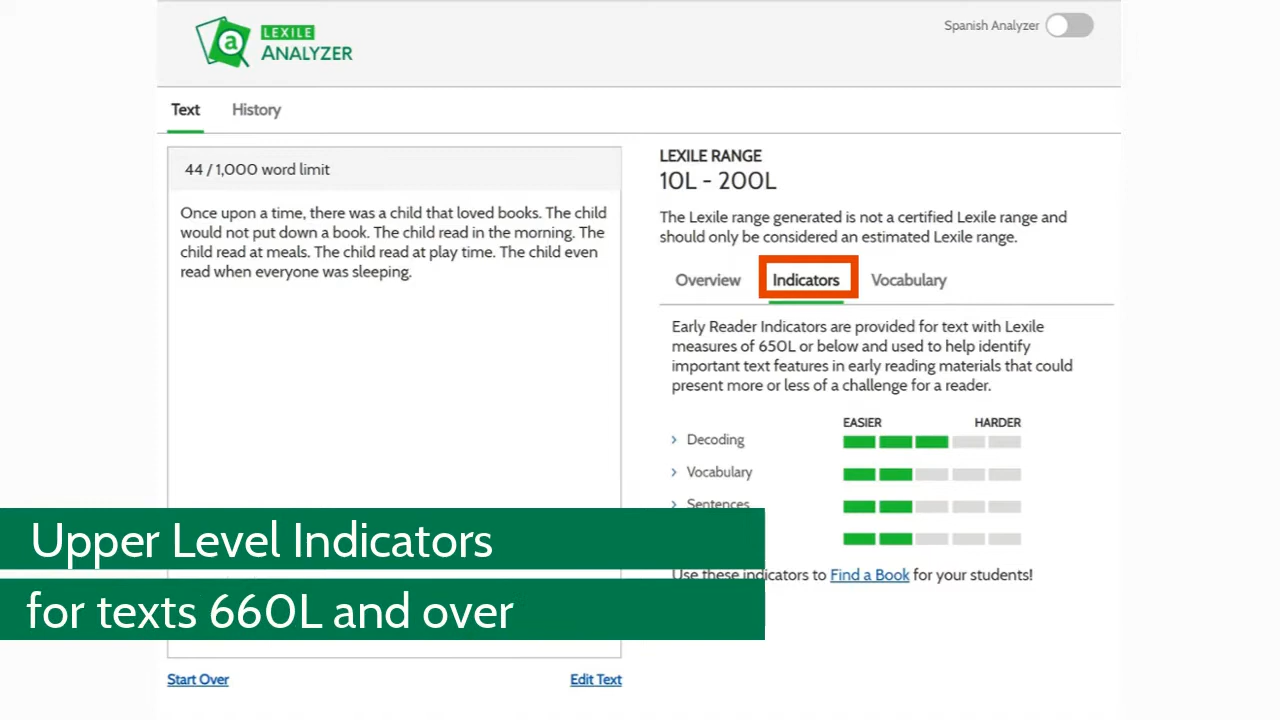 LEXILE
ANALYZER
Spanish Analyzer
Text
History
44 / 1,000 word limit
Once upon a time, there was a child that loved books. The child
would not put down a book. The child read in the morning. The
child read at meals. The child read at play time. The child even
read when everyone was sleeping.
LEXILE RANGE
10L - 200L
The Lexile range generated is not a certified Lexile range and
should only be considered an estimated Lexile range.
Overview
Indicators
Vocabulary
Early Reader Indicators are provided for text with Lexile
measures of 650L or below and used to help identify
important text features in early reading materials that could
present more or less of a challenge for a reader.
EASIER
HARDER
Decoding
Vocabulary
Sentences
Use these indicators to Find a Book for your students!
Upper Level Indicators
for texts 660L and over
Start Over
Edit Text